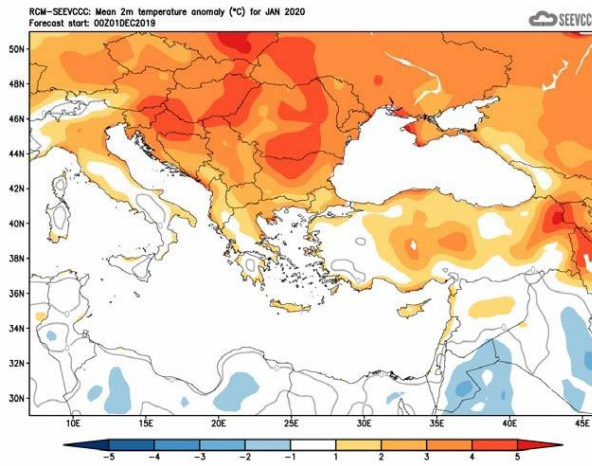 RCM-SEEVCCC: Mean 2m temperature anomaly (°C) for JAN 2020
Forecast start: 00Z01DEC2019
SEEVCC
50N
48N
46N
44N
42N
40N
38N
36N
34N
32N
30N
10E 15E 20E 25E 30E 35E 40E 45E
-5 -4 -3 -2 -1 1 2 3 4 5